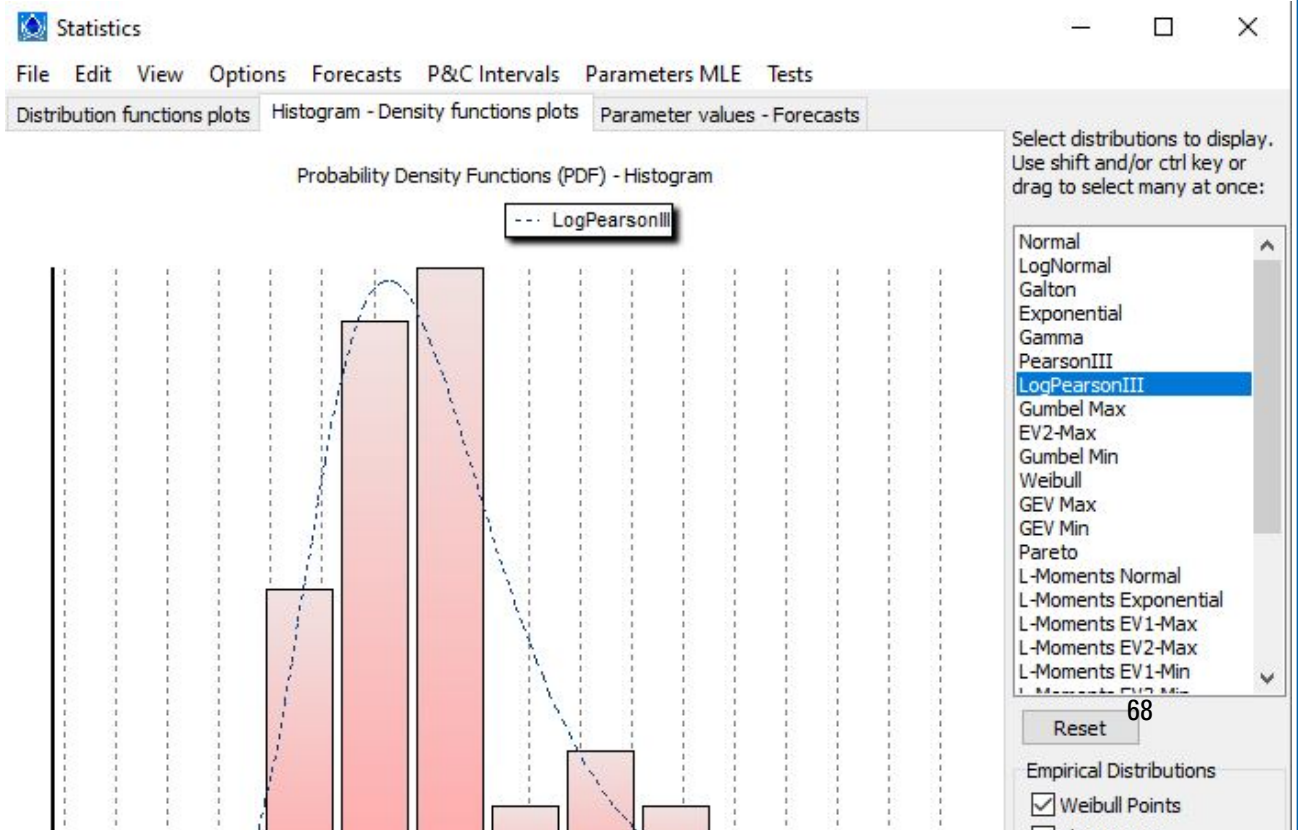 Statistics
File Edit View Options Forecasts P&C Intervals Parameters MLE Tests
Distribution functions plots Histogram - Density functions plots Parameter values - Forecasts
Select distributions to display.
Use shift and/or ctrl key or
drag to select many at once:
Probability Density Functions (PDF) - Histogram
LogPearsonIII
Normal
LogNormal
Galton
Exponential
Gamma
PearsonIII
LogPearsonIII
Gumbel Max
EV2-Max
Gumbel Min
Weibull
GEV Max
GEV Min
Pareto
L-Moments Normal
L-Moments Exponential
L-Moments EV1-Max
L-Moments EV2-Max
L-Moments EV1-Min
68
Reset
Empirical Distributions
Weibull Points